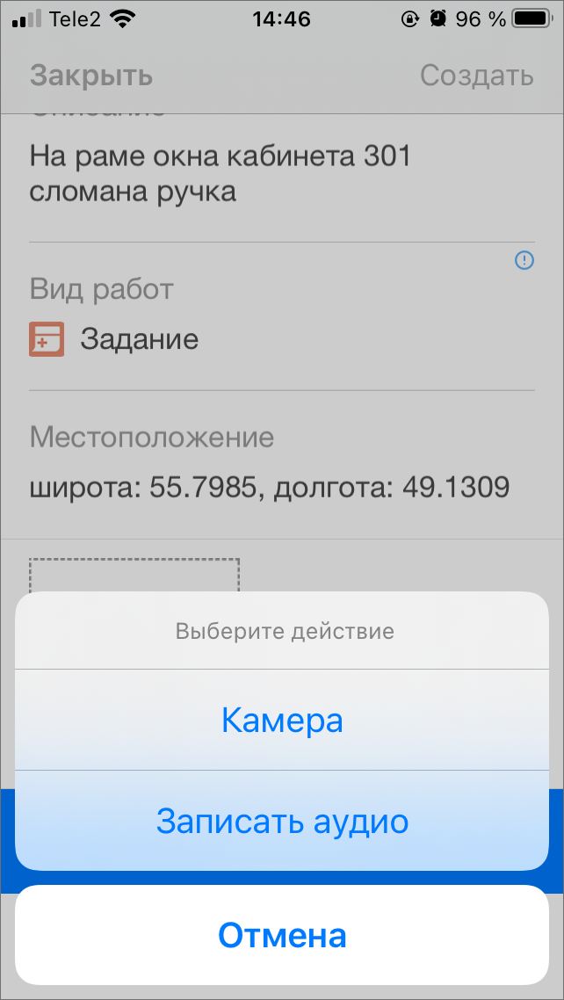 Tele2 14:46 96 %
Закрыть Создать
Описание
На раме окна кабинета 301
сломана ручка
Вид работ
Задание
Местоположение
широта: 55.7985, долгота: 49.1309
Выберите действие
Камера
Записать аудио
Отмена